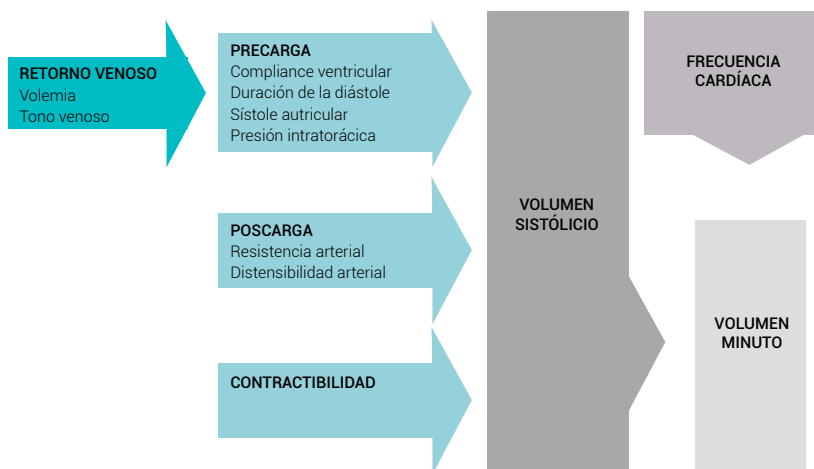 RETORNO VENOSO
Volemia
Tono venoso
PRECARGA
Compliance ventricular
Duración de la diástole
Sístole autricular
Presión intratorácica
POSCARGA
Resistencia arterial
Distensibilidad arterial
CONTRACTIBILIDAD
VOLUMEN
SISTÓLICIO
FRECUENCIA
CARDÍACA
VOLUMEN
MINUTO